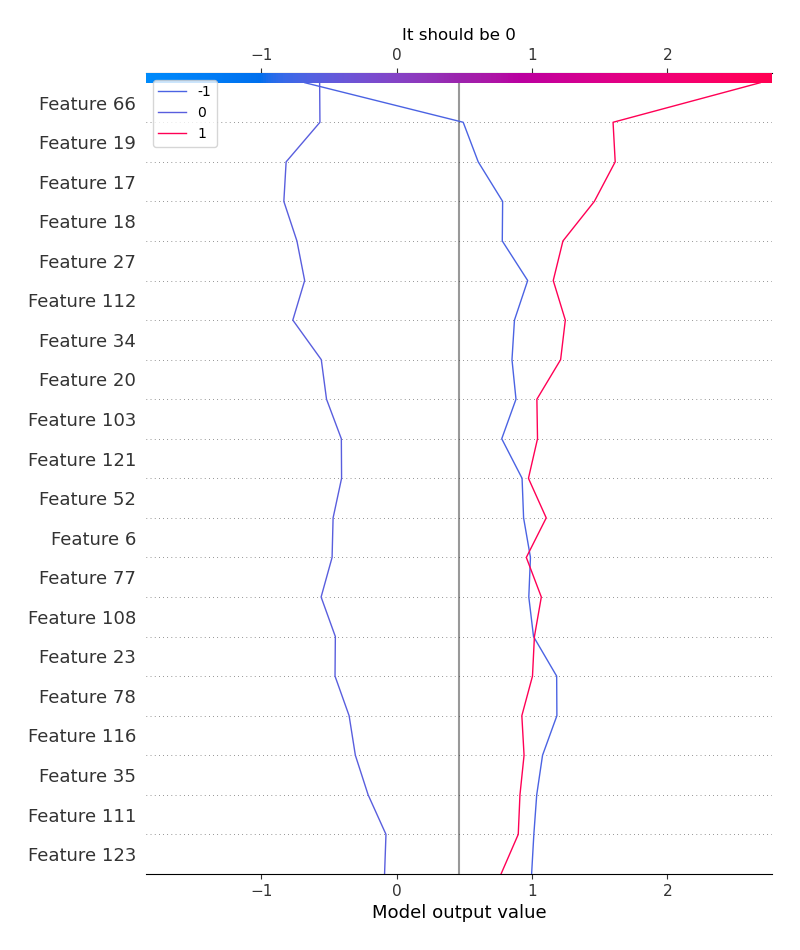 It should be 0
−1 0 1 2
-1
0
1
Feature 66
Feature 19
Feature 17
Feature 18
Feature 27
Feature 112
Feature 34
Feature 20
Feature 103
Feature 121
Feature 52
Feature 6
Feature 77
Feature 108
Feature 23
Feature 78
Feature 116
Feature 35
Feature 111
Feature 123
−1 0 1 2
Model output value